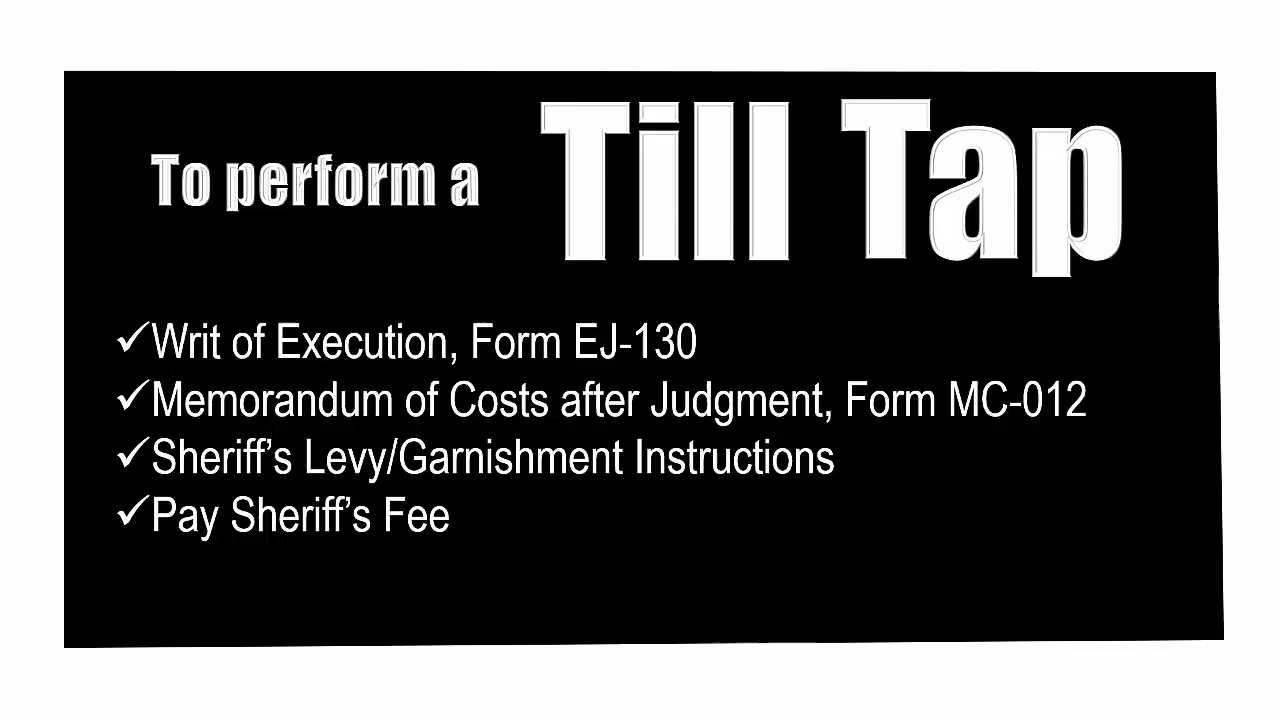 To perform a Till Tap
✓Writ of Execution, Form EJ-130
✓Memorandum of Costs after Judgment, Form MC-012
✓Sheriff’s Levy/Garnishment Instructions
✓Pay Sheriff’s Fee